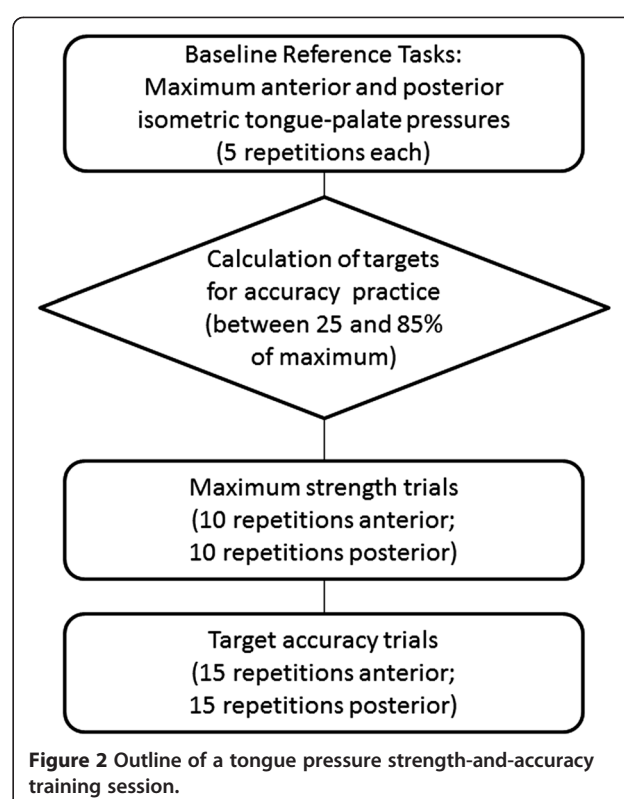 Baseline Reference Tasks:
Maximum anterior and posterior
isometric tongue-palate pressures
(5 repetitions each)
Calculation of targets
for accuracy practice
(between 25 and 85%
of maximum)
Maximum strength trials
(10 repetitions anterior;
10 repetitions posterior)
Target accuracy trials
(15 repetitions anterior;
15 repetitions posterior)
Figure 2 Outline of a tongue pressure strength-and-accuracy
training session.